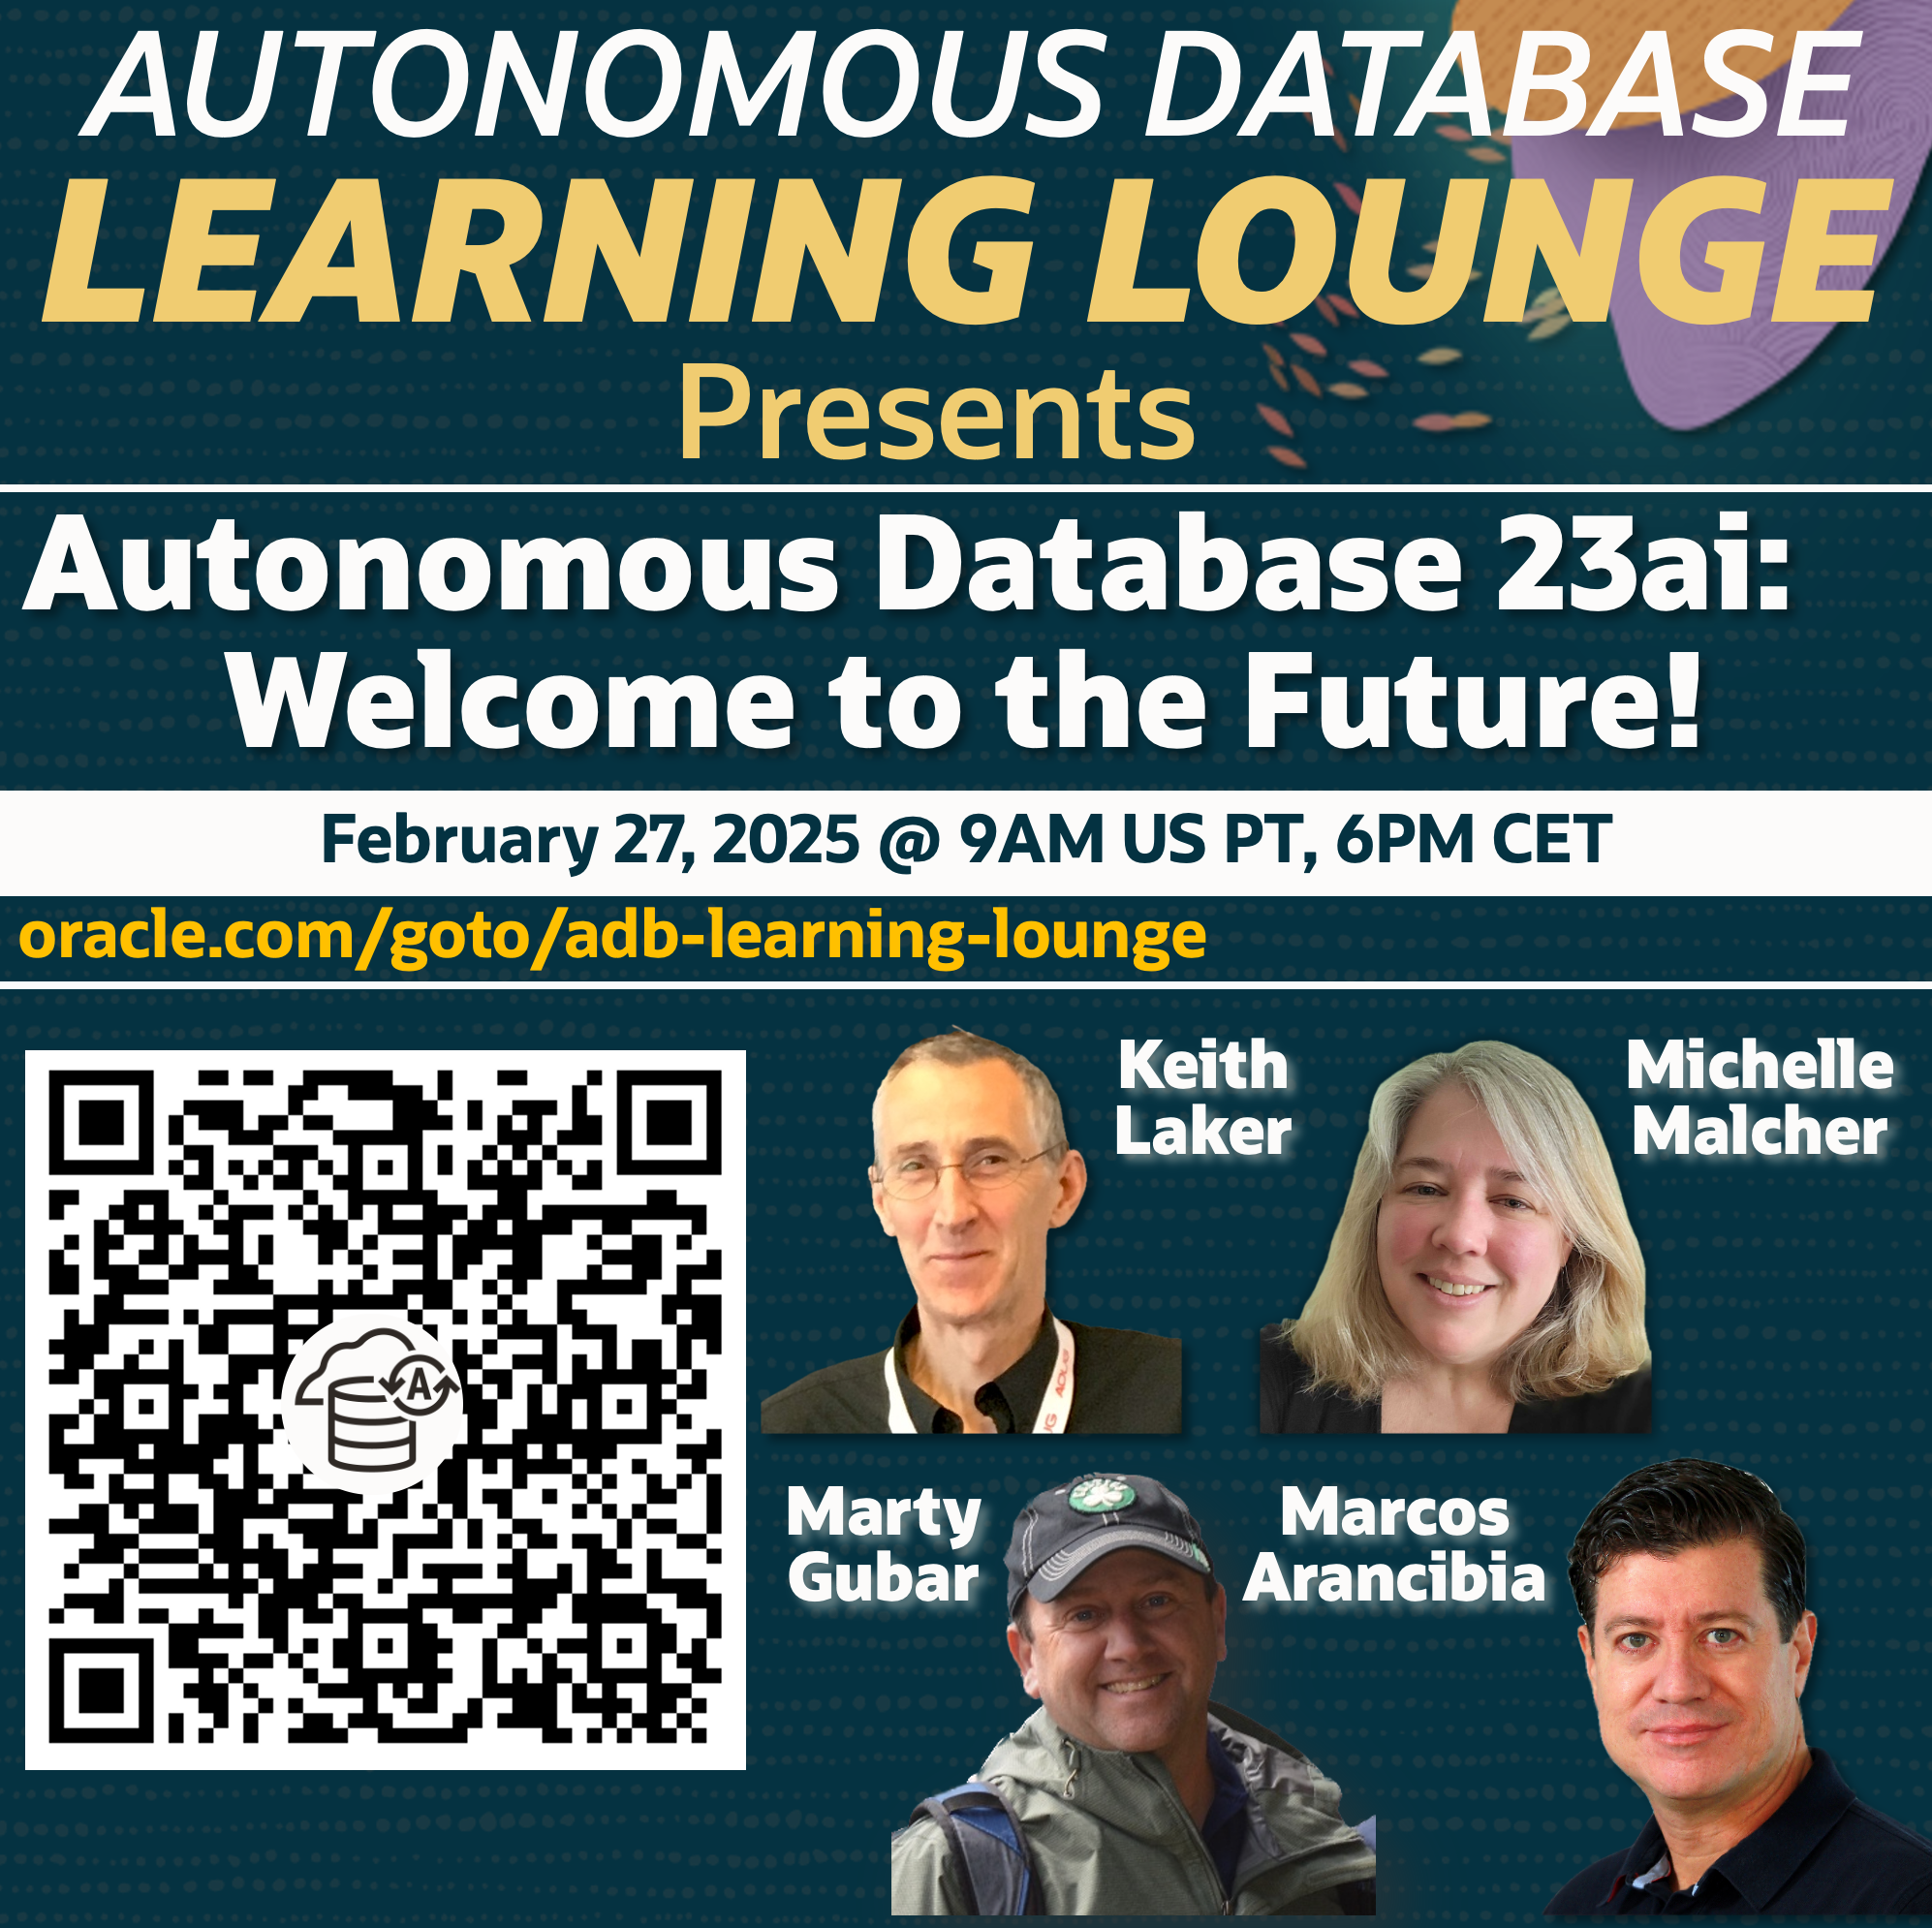 AUTONOMOUS DATABASE
LEARNING LOUNGE
Presents
Autonomous Database 23ai:
Welcome to the Future!
February 27, 2025 @ 9AM US PT, 6PM CET
oracle.com/goto/adb-learning-lounge
A
Keith
Laker
Michelle
Malcher
Marty
Gubar
Marcos
Arancibia